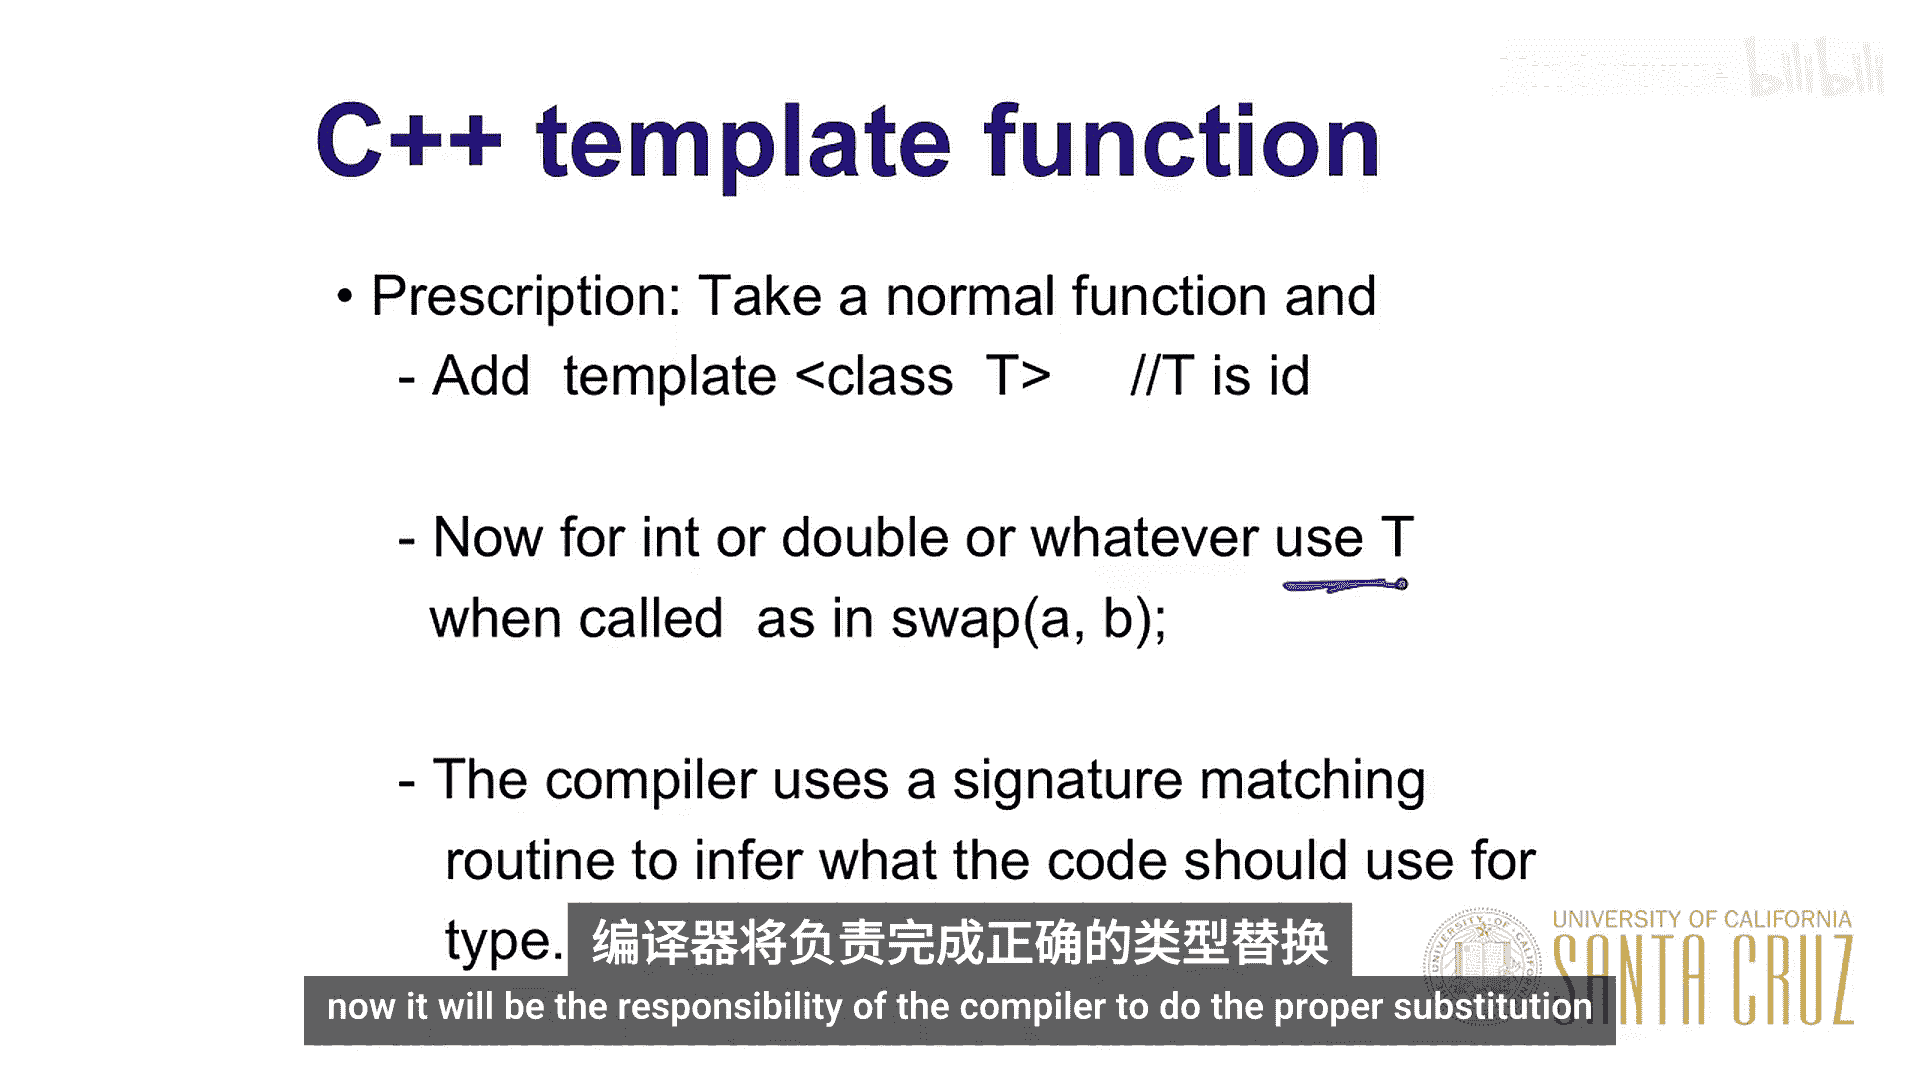 bilibili
C++ template function
• Prescription: Take a normal function and
- Add template <class T> //T is id
- Now for int or double or whatever use T
when called as in swap(a, b);
- The compiler uses a signature matching
routine to infer what the code should use for
type.
编译器将负责完成正确的类型替换
now it will be the responsibility of the compiler to do the proper substitution
UNIVERSITY OF CALIFORNIA
SANTA CRUZ